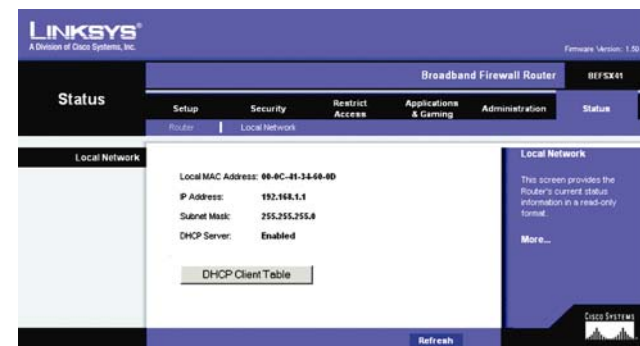 LINKSYS®
A Division of Cisco Systems, Inc.
Firmware Version: 1.50
Broadband Firewall Router
BEFSX41
Status
Setup
Security
Restrict Access
Applications & Gaming
Administration
Status
Router
Local Network
Local Network
Local MAC Address: 00-0C-41-34-60-0D
IP Address: 192.168.1.1
Subnet Mask: 255.255.255.0
DHCP Server: Enabled
DHCP Client Table
Local Network
This screen provides the
Router's current status
information in a read-only
format.
More...
Refresh
CISCO SYSTEMS